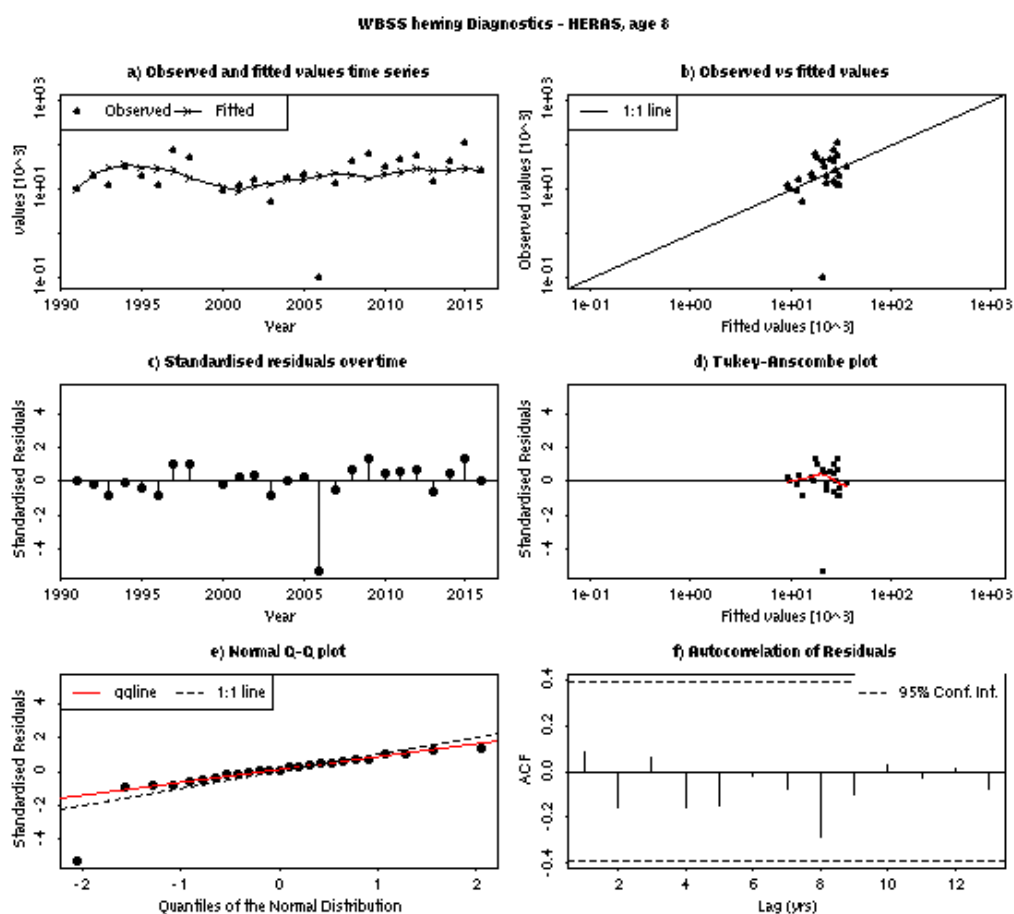 WBSS herring Diagnostics - HERAS, age 8
a) Observed and fitted values time series
values [10^3]
1e-01 1e+01 1e+03
Observed Fitted
1990 1995 2000 2005 2010 2015
Year
b) Observed vs fitted values
Observed values [10^3]
1e-01 1e+01 1e+03
1:1 line
1e-01 1e+00 1e+01 1e+02 1e+03
Fitted values [10^3]
c) Standardised residuals over time
Standardised Residuals
-4 -2 0 2 4
1990 1995 2000 2005 2010 2015
Year
d) Tukey-Anscombe plot
Standardised Residuals
-4 -2 0 2 4
1e-01 1e+00 1e+01 1e+02 1e+03
Fitted values [10^3]
e) Normal Q-Q plot
Standardised Residuals
-4 -2 0 2 4
qqline 1:1 line
-2 -1 0 1 2
Quantiles of the Normal Distribution
f) Autocorrelation of Residuals
ACF
-0.4 -0.2 0.0 0.2 0.4
95% Conf. Int.
2 4 6 8 10 12
Lag (yrs)